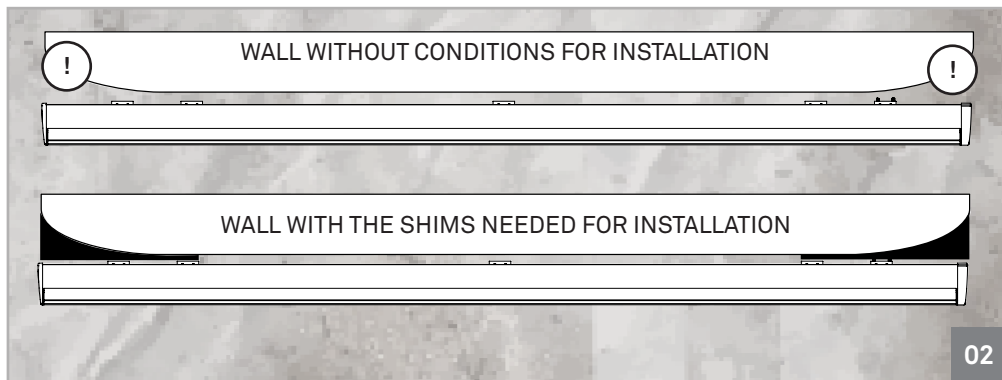 WALL WITHOUT CONDITIONS FOR INSTALLATION
!
!
WALL WITH THE SHIMS NEEDED FOR INSTALLATION
02